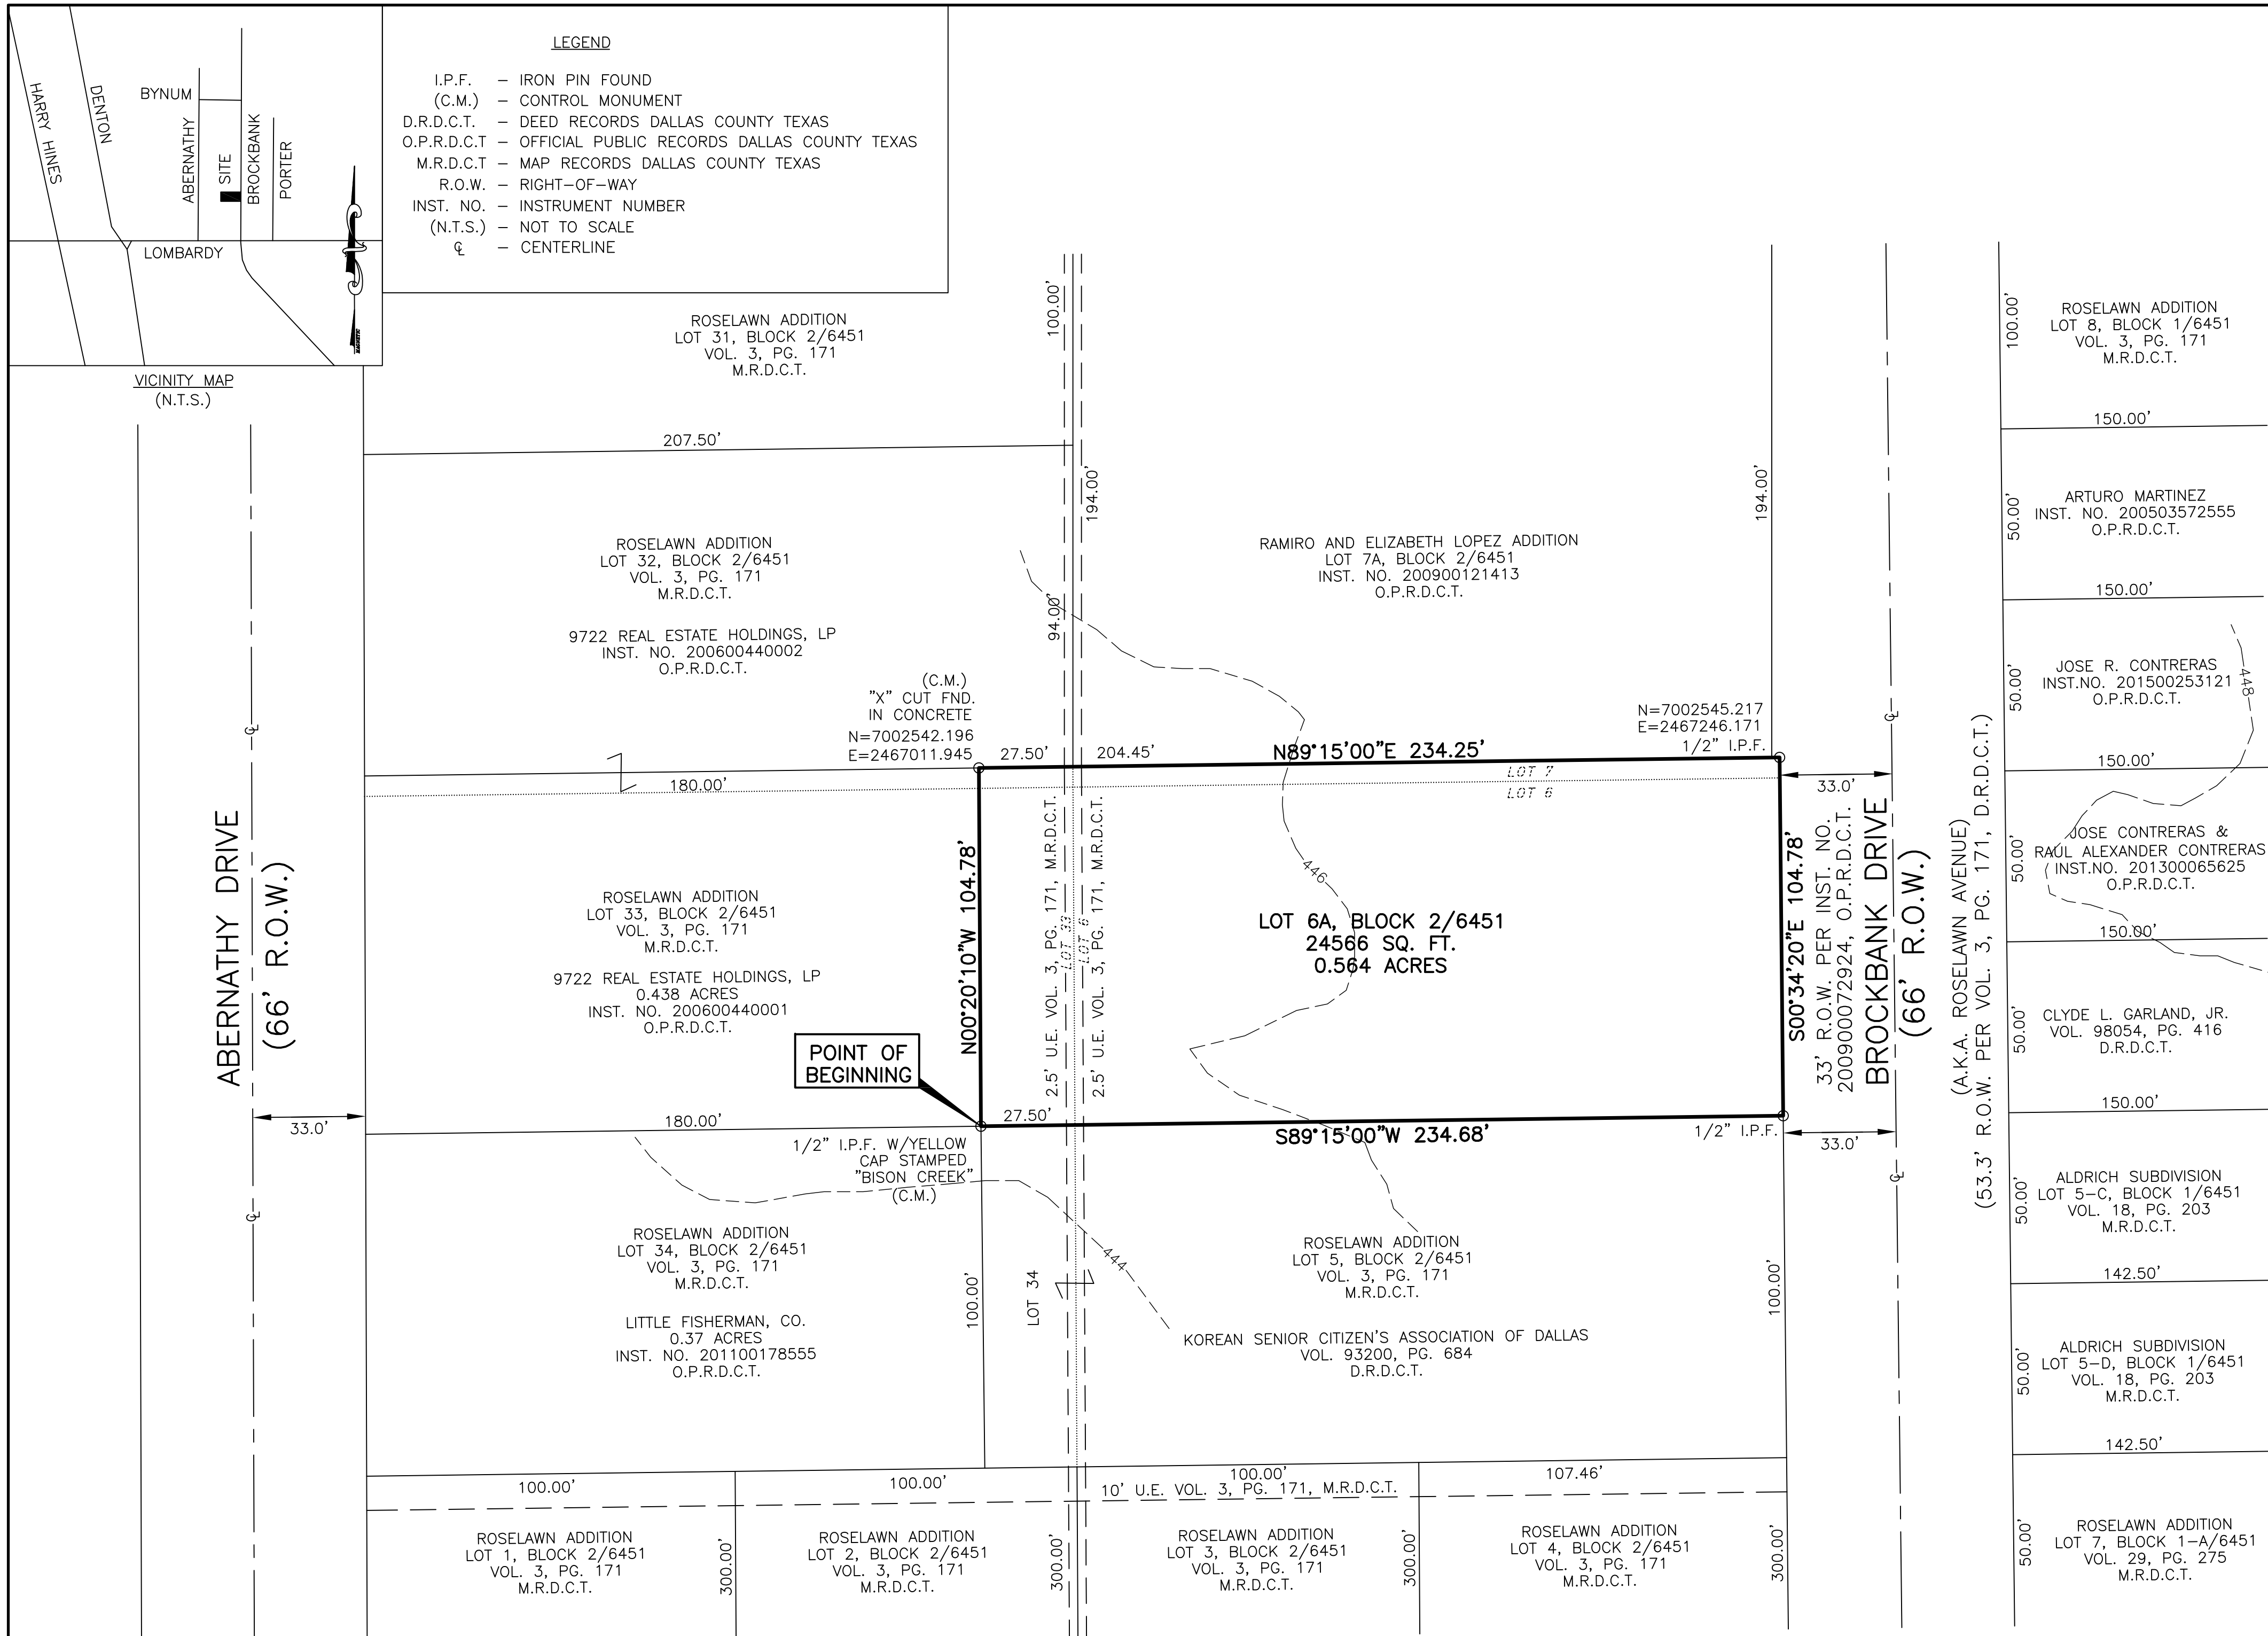 HARRY HINES
DENTON
BYNUM
ABERNATHY
SITE
BROCKBANK
PORTER
LOMBARDY
VICINITY MAP
(N.T.S.)
LEGEND
I.P.F. – IRON PIN FOUND
(C.M.) – CONTROL MONUMENT
D.R.D.C.T. – DEED RECORDS DALLAS COUNTY TEXAS
O.P.R.D.C.T – OFFICIAL PUBLIC RECORDS DALLAS COUNTY TEXAS
M.R.D.C.T – MAP RECORDS DALLAS COUNTY TEXAS
R.O.W. – RIGHT-OF-WAY
INST. NO. – INSTRUMENT NUMBER
(N.T.S.) – NOT TO SCALE
℄ – CENTERLINE
ROSELAWN ADDITION
LOT 31, BLOCK 2/6451
VOL. 3, PG. 171
M.R.D.C.T.
100.00'
207.50'
194.00'
ROSELAWN ADDITION
LOT 32, BLOCK 2/6451
VOL. 3, PG. 171
M.R.D.C.T.
9722 REAL ESTATE HOLDINGS, LP
INST. NO. 200600440002
O.P.R.D.C.T.
94.00'
RAMIRO AND ELIZABETH LOPEZ ADDITION
LOT 7A, BLOCK 2/6451
INST. NO. 200900121413
O.P.R.D.C.T.
194.00'
(C.M.)
"X" CUT FND.
IN CONCRETE
N=7002542.196
E=2467011.945
27.50'
204.45'
N89°15'00"E 234.25'
N=7002545.217
E=2467246.171
1/2" I.P.F.
LOT 7
LOT 6
180.00'
33.0'
℄
℄
ABERNATHY DRIVE
(66' R.O.W.)
33.0'
℄
ROSELAWN ADDITION
LOT 33, BLOCK 2/6451
VOL. 3, PG. 171
M.R.D.C.T.
9722 REAL ESTATE HOLDINGS, LP
0.438 ACRES
INST. NO. 200600440001
O.P.R.D.C.T.
POINT OF
BEGINNING
N00°20'10"W 104.78'
2.5' U.E. VOL. 3, PG. 171, M.R.D.C.T.
LOT 33
LOT 6
2.5' U.E. VOL. 3, PG. 171, M.R.D.C.T.
446
LOT 6A, BLOCK 2/6451
24566 SQ. FT.
0.564 ACRES
S00°34'20"E 104.78'
33' R.O.W. PER INST. NO.
200900072924, O.P.R.D.C.T.
BROCKBANK DRIVE
(66' R.O.W.)
(A.K.A. ROSELAWN AVENUE)
(53.3' R.O.W. PER VOL. 3, PG. 171, D.R.D.C.T.)
180.00'
27.50'
S89°15'00"W 234.68'
1/2" I.P.F.
33.0'
℄
1/2" I.P.F. W/YELLOW
CAP STAMPED
"BISON CREEK"
(C.M.)
ROSELAWN ADDITION
LOT 34, BLOCK 2/6451
VOL. 3, PG. 171
M.R.D.C.T.
LITTLE FISHERMAN, CO.
0.37 ACRES
INST. NO. 201100178555
O.P.R.D.C.T.
100.00'
LOT 34
444
ROSELAWN ADDITION
LOT 5, BLOCK 2/6451
VOL. 3, PG. 171
M.R.D.C.T.
KOREAN SENIOR CITIZEN'S ASSOCIATION OF DALLAS
VOL. 93200, PG. 684
D.R.D.C.T.
100.00'
100.00'
100.00'
100.00'
107.46'
10' U.E. VOL. 3, PG. 171, M.R.D.C.T.
ROSELAWN ADDITION
LOT 1, BLOCK 2/6451
VOL. 3, PG. 171
M.R.D.C.T.
300.00'
ROSELAWN ADDITION
LOT 2, BLOCK 2/6451
VOL. 3, PG. 171
M.R.D.C.T.
300.00'
ROSELAWN ADDITION
LOT 3, BLOCK 2/6451
VOL. 3, PG. 171
M.R.D.C.T.
300.00'
ROSELAWN ADDITION
LOT 4, BLOCK 2/6451
VOL. 3, PG. 171
M.R.D.C.T.
300.00'
100.00'
ROSELAWN ADDITION
LOT 8, BLOCK 1/6451
VOL. 3, PG. 171
M.R.D.C.T.
150.00'
50.00'
ARTURO MARTINEZ
INST. NO. 200503572555
O.P.R.D.C.T.
150.00'
50.00'
JOSE R. CONTRERAS
INST.NO. 201500253121
O.P.R.D.C.T.
448
150.00'
50.00'
JOSE CONTRERAS &
RAUL ALEXANDER CONTRERAS
INST.NO. 201300065625
O.P.R.D.C.T.
150.00'
50.00'
CLYDE L. GARLAND, JR.
VOL. 98054, PG. 416
D.R.D.C.T.
150.00'
50.00'
ALDRICH SUBDIVISION
LOT 5-C, BLOCK 1/6451
VOL. 18, PG. 203
M.R.D.C.T.
142.50'
50.00'
ALDRICH SUBDIVISION
LOT 5-D, BLOCK 1/6451
VOL. 18, PG. 203
M.R.D.C.T.
142.50'
50.00'
ROSELAWN ADDITION
LOT 7, BLOCK 1-A/6451
VOL. 29, PG. 275
M.R.D.C.T.